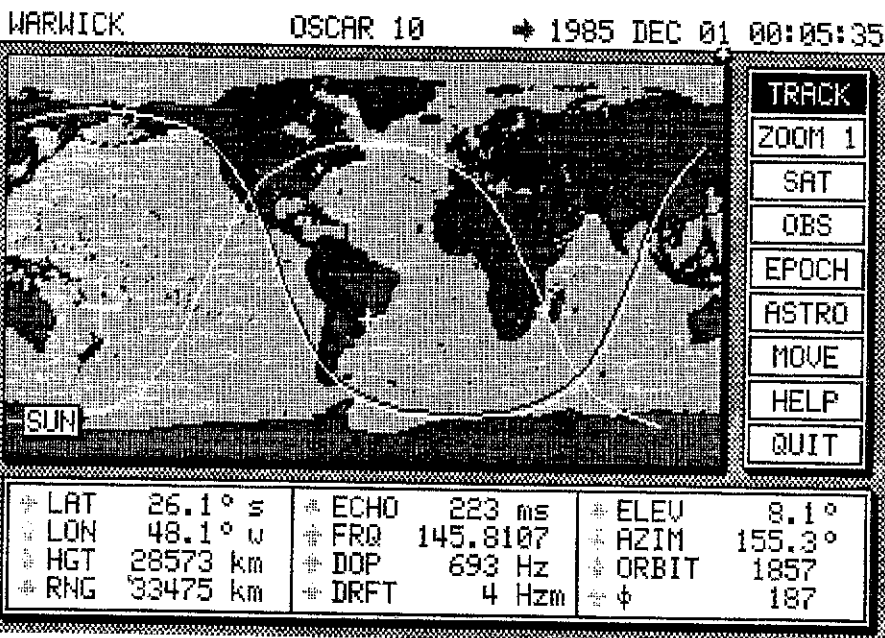 WARWICK OSCAR 10 → 1985 DEC 01 00:05:35
TRACK
ZOOM 1
SAT
OBS
EPOCH
ASTRO
MOVE
HELP
QUIT
SUN
LAT 26.1° s
LON 48.1° w
HGT 28573 km
RNG 33475 km
ECHO 223 ms
FRQ 145.8107
DOP 693 Hz
DRFT 4 Hzm
ELEV 8.1°
AZIM 155.3°
ORBIT 1857
ϕ 187